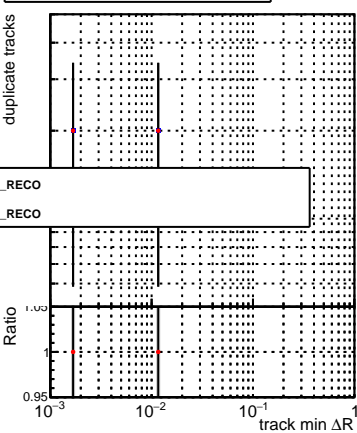 duplicate tracks
_RECO
_RECO
Ratio
1.05
1
0.95
10⁻³
10⁻²
10⁻¹
1
track min ΔR